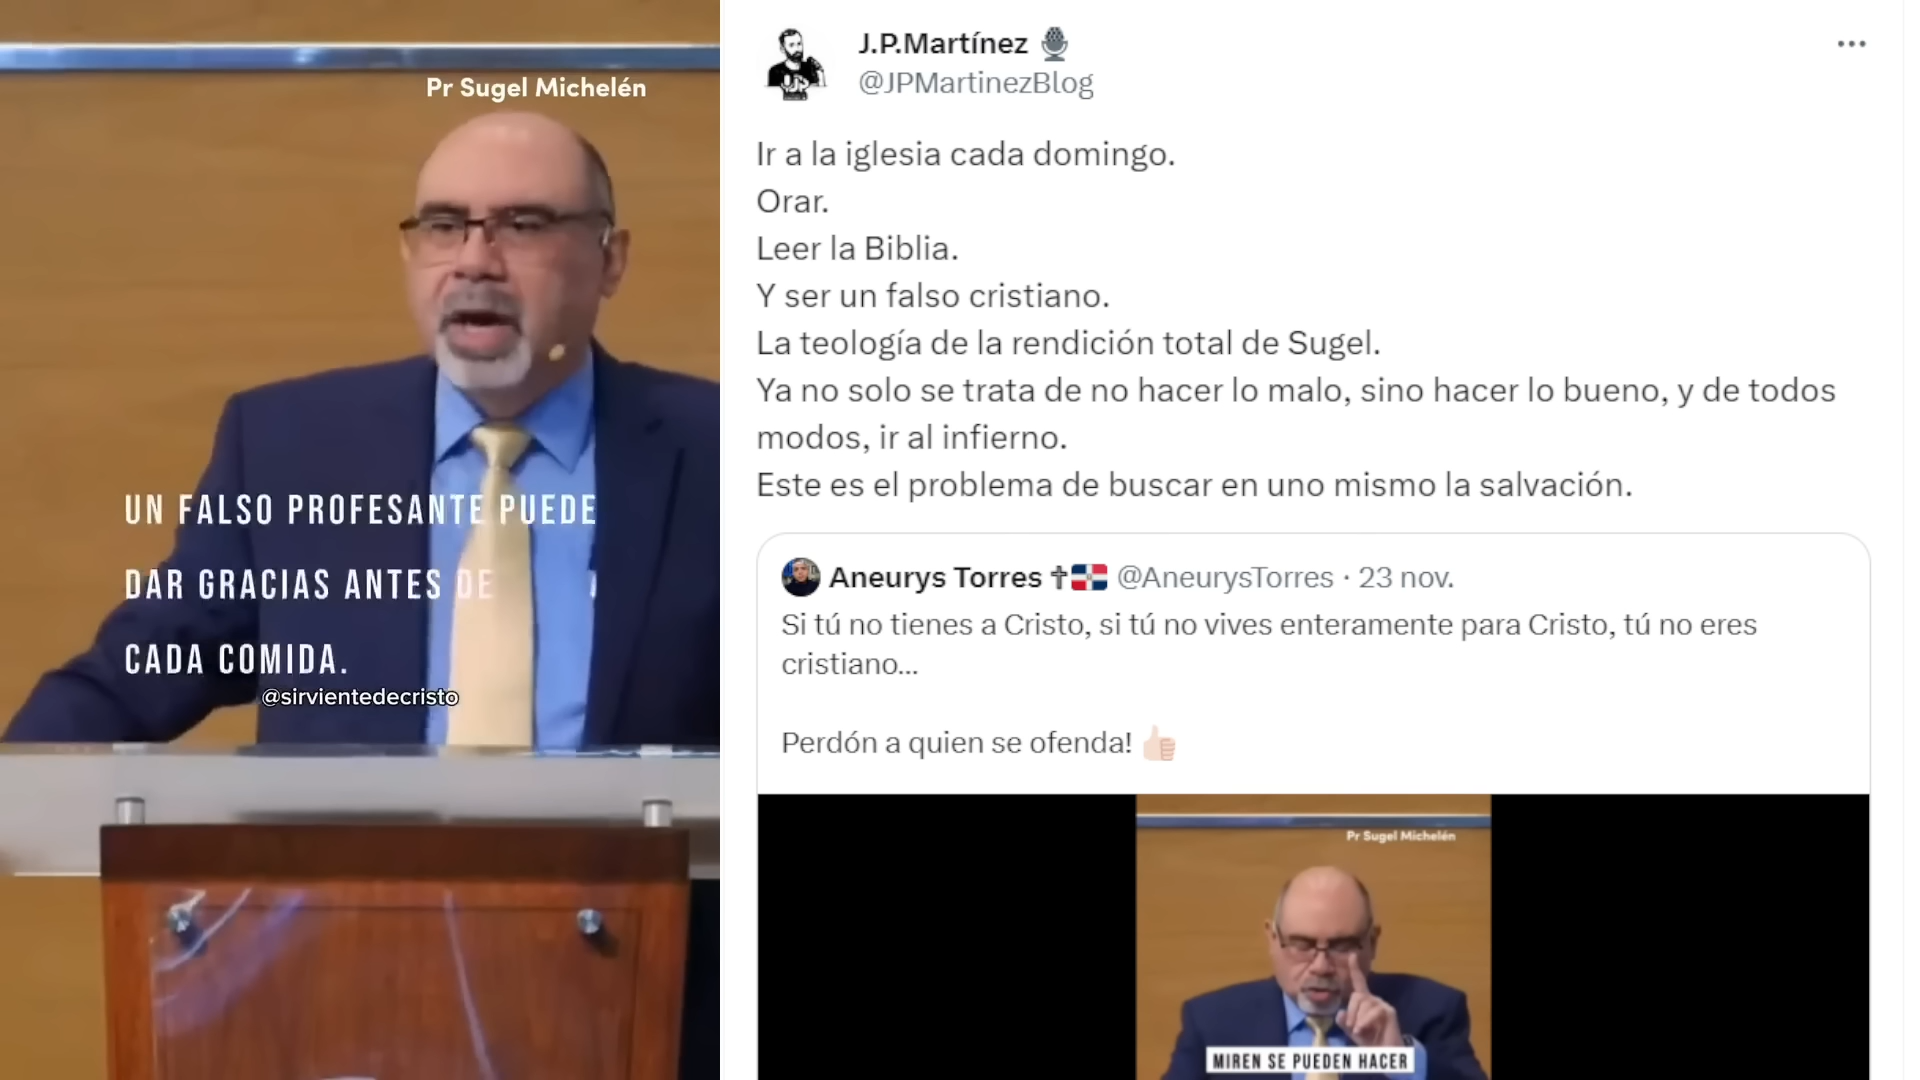 Pr Sugel Michelén
UN FALSO PROFESANTE PUEDE
DAR GRACIAS ANTES DE
CADA COMIDA.
@sirvientedecristo
J.P.Martínez
@JPMartinezBlog
Ir a la iglesia cada domingo.
Orar.
Leer la Biblia.
Y ser un falso cristiano.
La teología de la rendición total de Sugel.
Ya no solo se trata de no hacer lo malo, sino hacer lo bueno, y de todos
modos, ir al infierno.
Este es el problema de buscar en uno mismo la salvación.
Aneurys Torres ✝🇩🇴 @AneurysTorres · 23 nov.
Si tú no tienes a Cristo, si tú no vives enteramente para Cristo, tú no eres
cristiano...
Perdón a quien se ofenda! 👍🏻
Pr Sugel Michelén
MIREN SE PUEDEN HACER